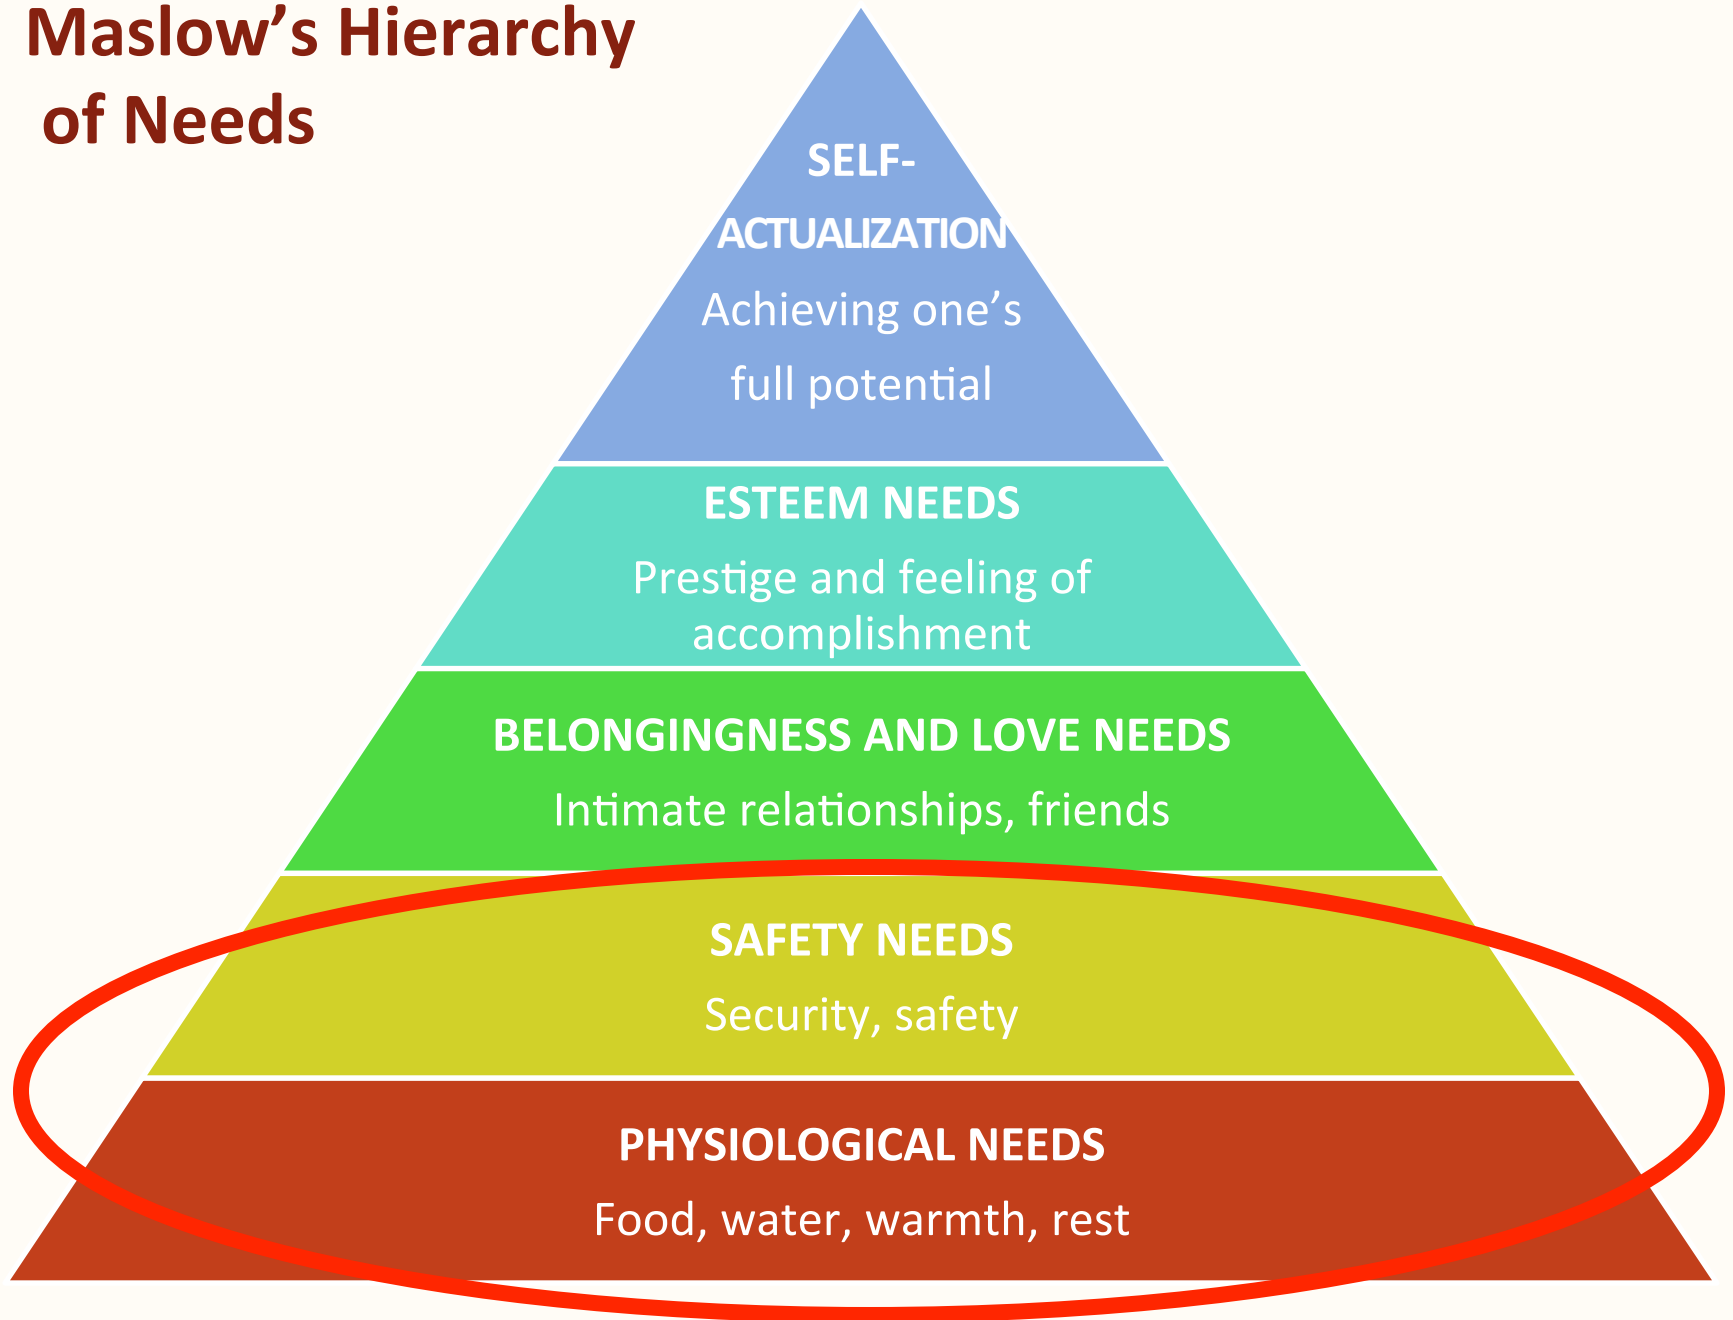 Maslow’s Hierarchy
of Needs
SELF-
ACTUALIZATION
Achieving one’s
full potential
ESTEEM NEEDS
Prestige and feeling of
accomplishment
BELONGINGNESS AND LOVE NEEDS
Intimate relationships, friends
SAFETY NEEDS
Security, safety
PHYSIOLOGICAL NEEDS
Food, water, warmth, rest